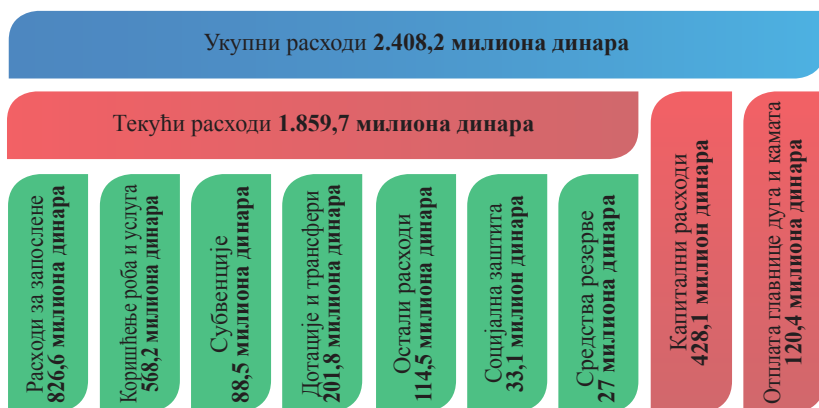 Укупни расходи 2.408,2 милиона динара
Текући расходи 1.859,7 милиона динара
Расходи за запослене
826,6 милиона динара
Коришћење роба и услуга
568,2 милиона динара
Субвенције
88,5 милиона динара
Дотације и трансфери
201,8 милиона динара
Остали расходи
114,5 милиона динара
Социјална заштита
33,1 милион динара
Средства резерве
27 милиона динара
Капитални расходи
428,1 милион динара
Отплата главнице дуга и камата
120,4 милиона динара